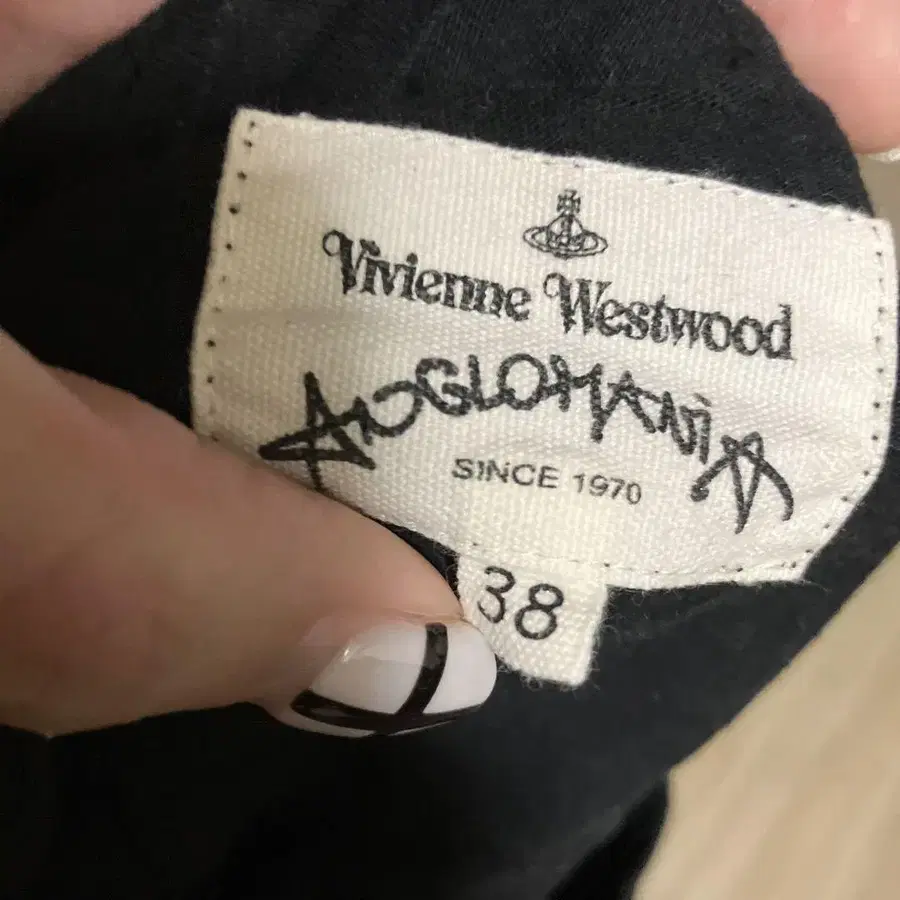 Vivienne Westwood
ANGLOMANIA
SINCE 1970
38